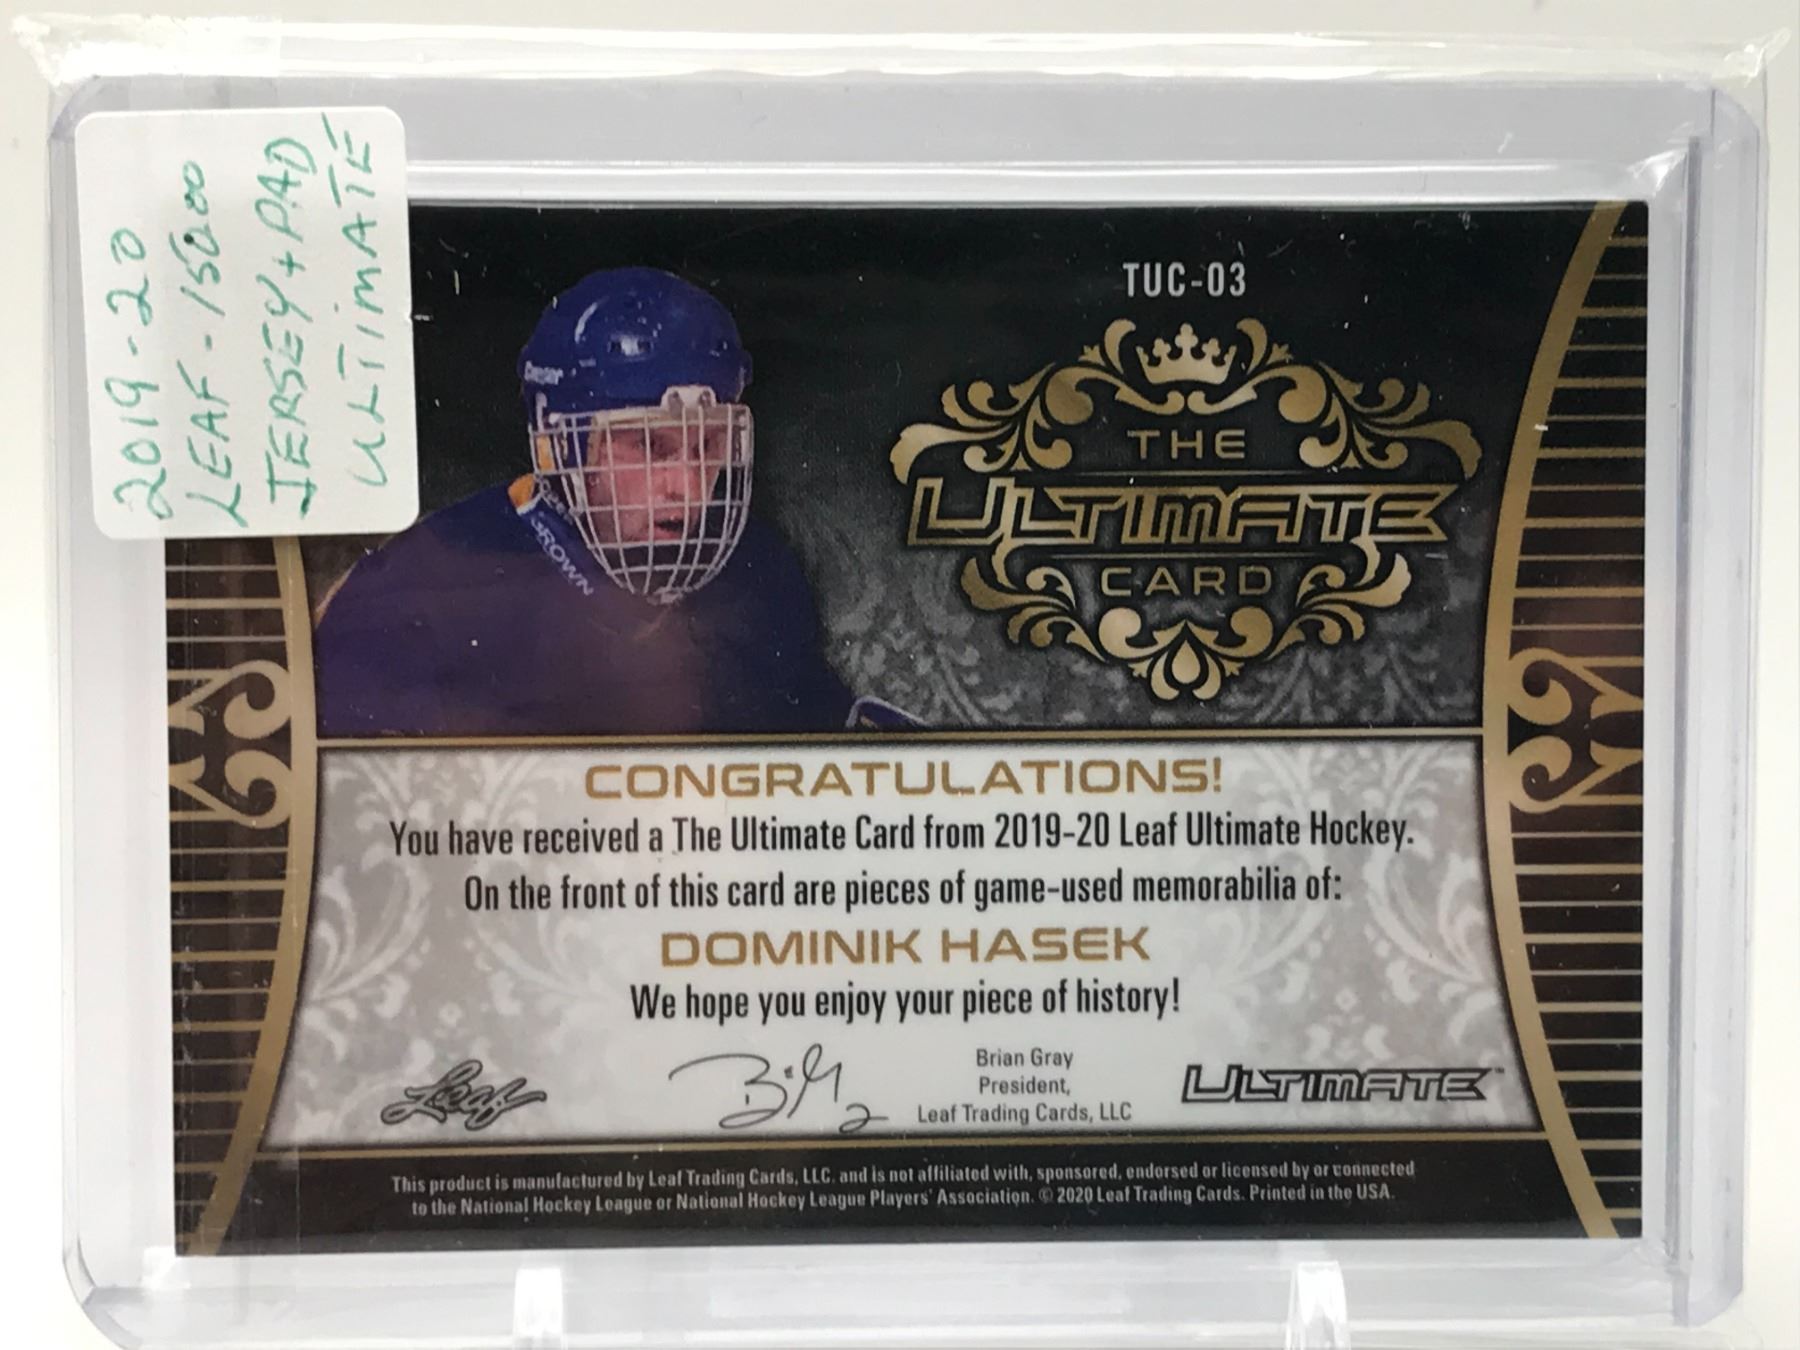 2019-20
LEAF - 150.00
JERSEY + PAD
ULTIMATE
TUC-03
THE
ULTIMATE
CARD
BROWN
CONGRATULATIONS!
You have received a The Ultimate Card from 2019-20 Leaf Ultimate Hockey.
On the front of this card are pieces of game-used memorabilia of:
DOMINIK HASEK
We hope you enjoy your piece of history!
Leaf
Brian Gray
President,
Leaf Trading Cards, LLC
ULTIMATE™
This product is manufactured by Leaf Trading Cards, LLC. and is not affiliated with, sponsored, endorsed or licensed by or connected
to the National Hockey League or National Hockey League Players' Association. © 2020 Leaf Trading Cards. Printed in the USA.